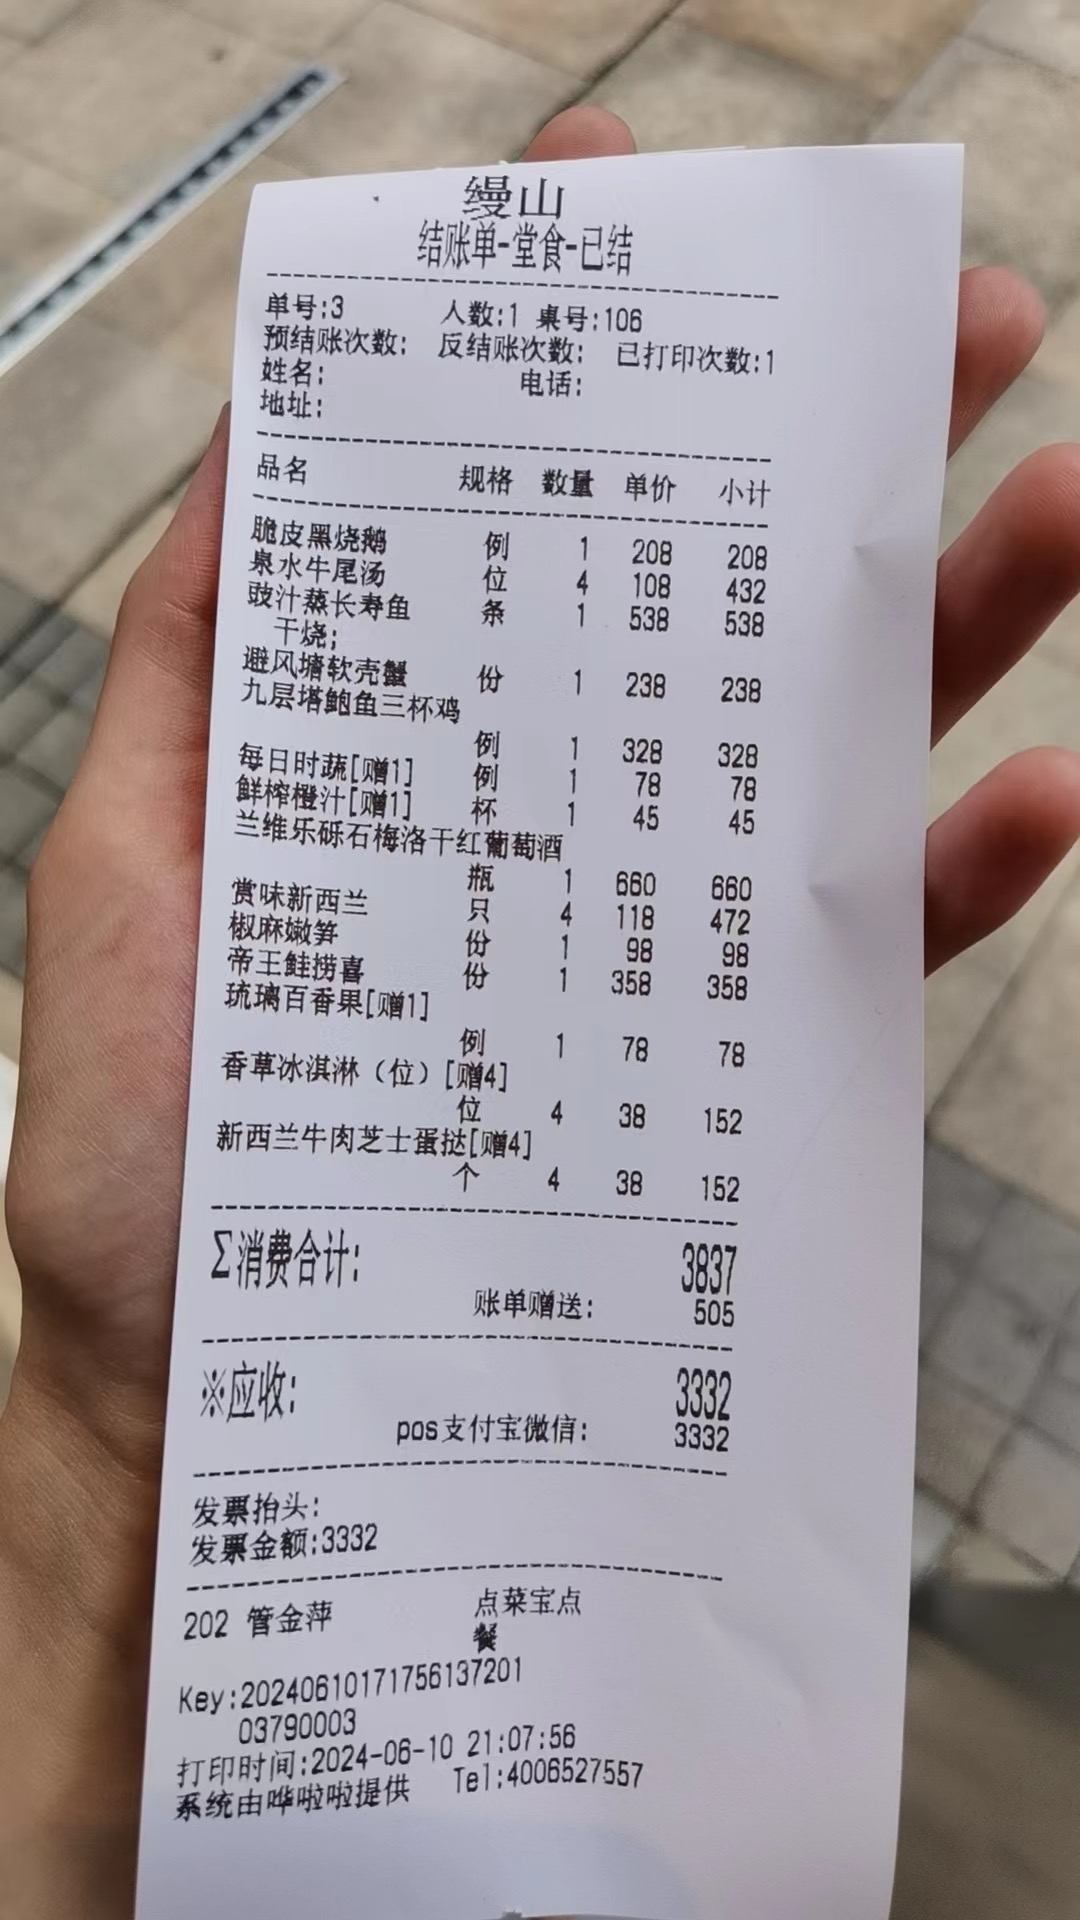 缦山
结账单-堂食-已结
单号:3 人数:1 桌号:106
预结账次数: 反结账次数: 已打印次数:1
姓名: 电话:
地址:
品名 规格 数量 单价 小计
脆皮黑烧鹅 例 1 208 208
泉水牛尾汤 位 4 108 432
豉汁蒸长寿鱼 条 1 538 538
干烧;
避风塘软壳蟹 份 1 238 238
九层塔鲍鱼三杯鸡
例 1 328 328
每日时蔬[赠1] 例 1 78 78
鲜榨橙汁[赠1] 杯 1 45 45
兰维乐砾石梅洛干红葡萄酒
瓶 1 660 660
赏味新西兰 只 4 118 472
椒麻嫩笋 份 1 98 98
帝王鲑捞喜 份 1 358 358
琉璃百香果[赠1]
例 1 78 78
香草冰淇淋（位）[赠4]
位 4 38 152
新西兰牛肉芝士蛋挞[赠4]
个 4 38 152
Σ消费合计: 3837
账单赠送: 505
※应收: 3332
pos支付宝微信: 3332
发票抬头:
发票金额:3332
202 管金萍 点菜宝点
餐
Key:20240610171756137201
03790003
打印时间:2024-06-10 21:07:56
系统由哗啦啦提供 Tel:4006527557